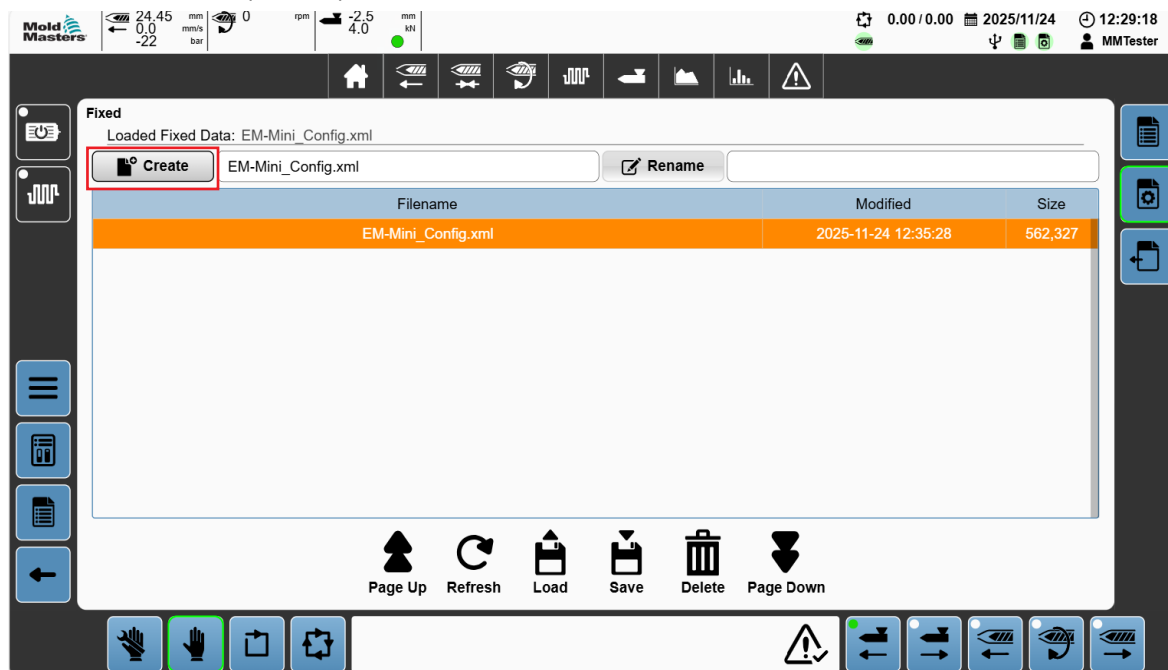 Mold
Masters
24.45 mm
0.0 mm/s
-22 bar
0 rpm
-2.5 mm
4.0 kN
0.00 / 0.00
2025/11/24
12:29:18
MMTester
Fixed
Loaded Fixed Data: EM-Mini_Config.xml
Create EM-Mini_Config.xml Rename
Filename Modified Size
EM-Mini_Config.xml 2025-11-24 12:35:28 562,327
Page Up Refresh Load Save Delete Page Down